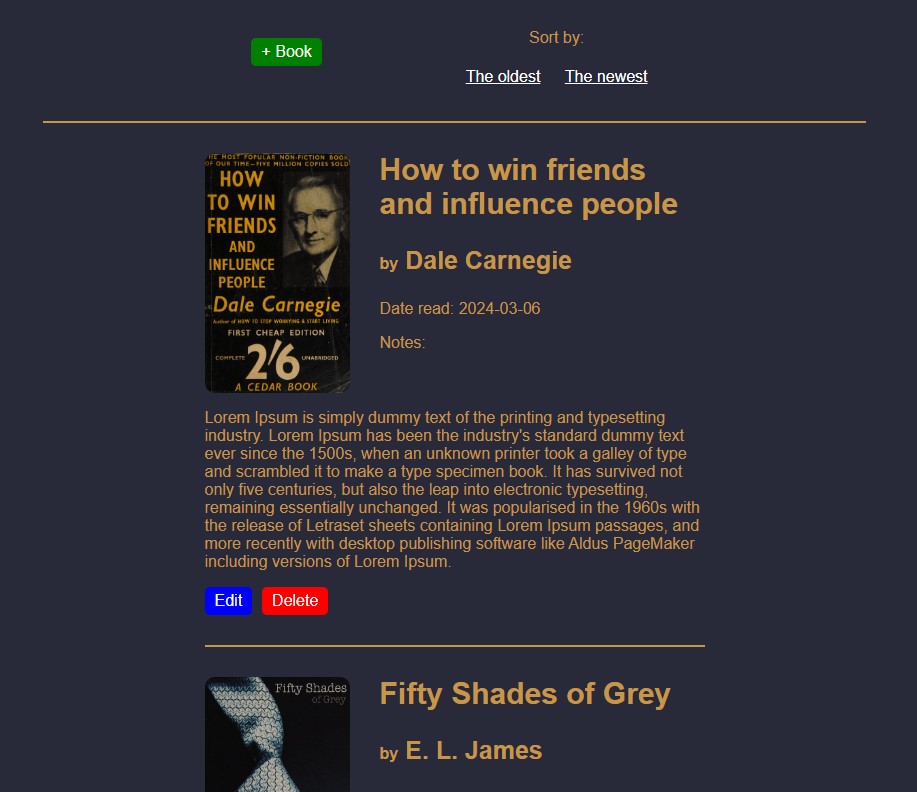 + Book
Sort by:
The oldest
The newest
THE MOST POPULAR NON-FICTION BOOK
OF OUR TIME—FIVE MILLION COPIES SOLD
HOW
TO WIN
FRIENDS
AND
INFLUENCE
PEOPLE
Dale Carnegie
Author of HOW TO STOP WORRYING & START LIVING
FIRST CHEAP EDITION
COMPLETE 2/6 UNABRIDGED
A CEDAR BOOK
How to win friends
and influence people
by Dale Carnegie
Date read: 2024-03-06
Notes:
Lorem Ipsum is simply dummy text of the printing and typesetting
industry. Lorem Ipsum has been the industry's standard dummy text
ever since the 1500s, when an unknown printer took a galley of type
and scrambled it to make a type specimen book. It has survived not
only five centuries, but also the leap into electronic typesetting,
remaining essentially unchanged. It was popularised in the 1960s with
the release of Letraset sheets containing Lorem Ipsum passages, and
more recently with desktop publishing software like Aldus PageMaker
including versions of Lorem Ipsum.
Edit
Delete
Fifty Shades
of Grey
Fifty Shades of Grey
by E. L. James